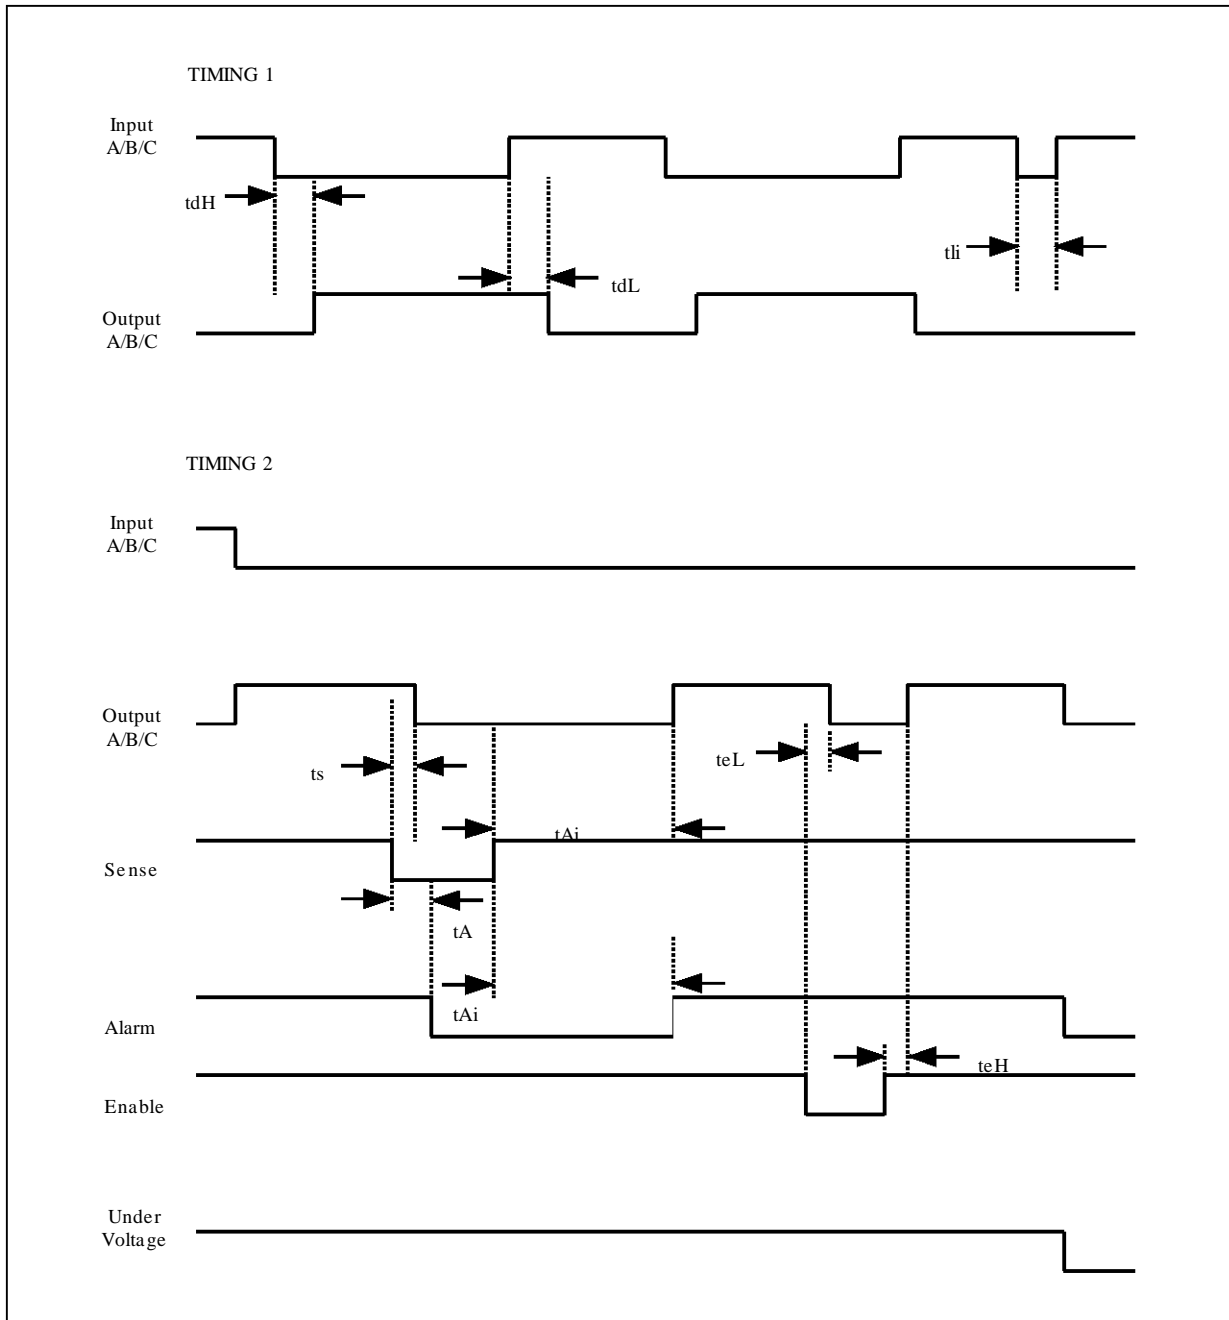 TIMING 1
Input
A/B/C
tdH
tli
tdL
Output
A/B/C
TIMING 2
Input
A/B/C
Output
A/B/C
teL
ts
tAi
Sense
tA
tAi
Alarm
teH
Enable
Under
Voltage